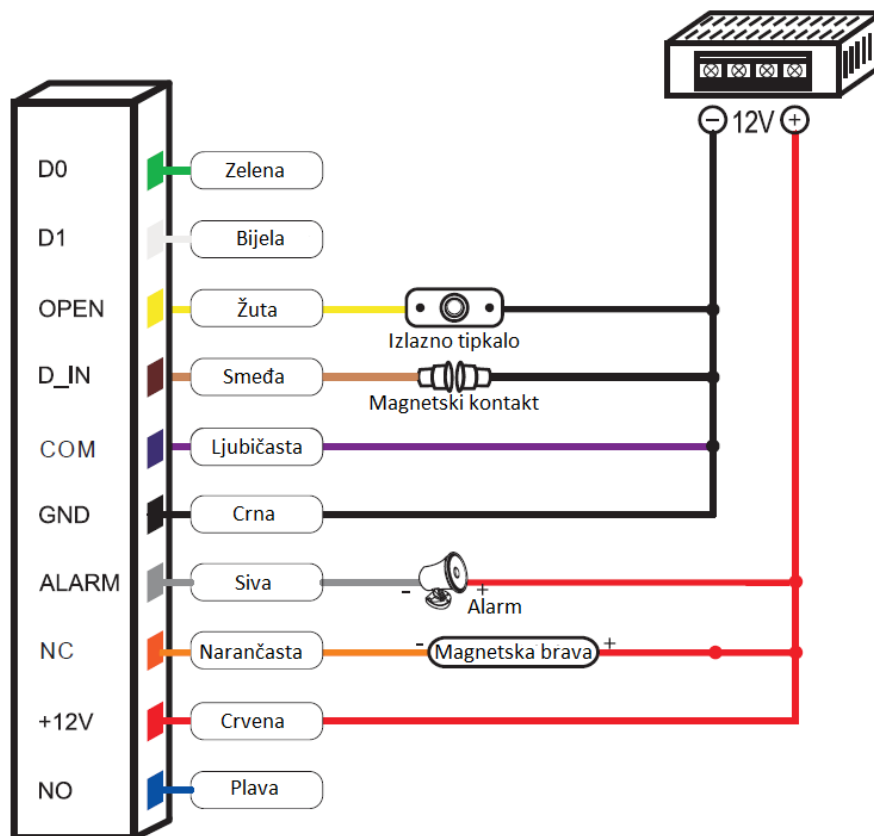 − 12V +
D0 Zelena
D1 Bijela
OPEN Žuta
Izlazno tipkalo
D_IN Smeđa
Magnetski kontakt
COM Ljubičasta
GND Crna
ALARM Siva - +
Alarm
NC Narančasta - Magnetska brava +
+12V Crvena
NO Plava